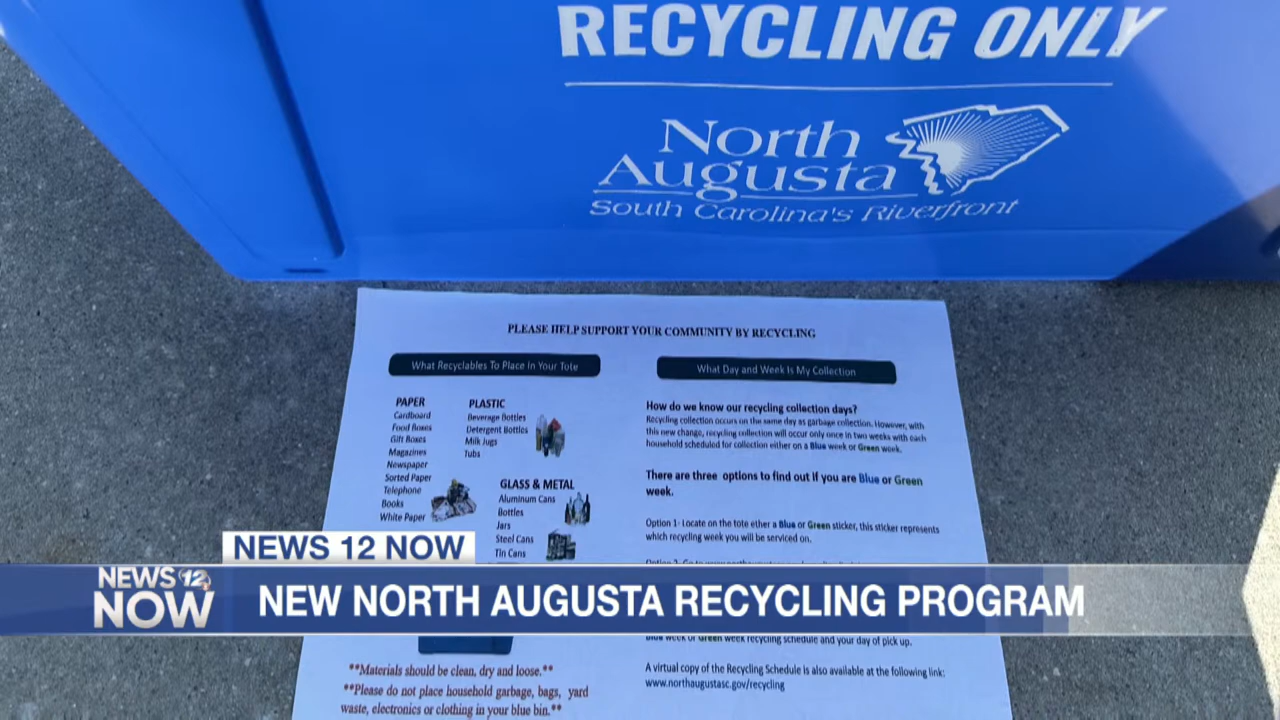 RECYCLING ONLY
North
Augusta
South Carolina's Riverfront
PLEASE HELP SUPPORT YOUR COMMUNITY BY RECYCLING
What Recyclables To Place In Your Tote
PAPER
Cardboard
Food Boxes
Gift Boxes
Magazines
Newspaper
Sorted Paper
Telephone
Books
White Paper
PLASTIC
Beverage Bottles
Detergent Bottles
Milk Jugs
Tubs
GLASS & METAL
Aluminum Cans
Bottles
Jars
Steel Cans
Tin Cans
**Materials should be clean, dry and loose.**
**Please do not place household garbage, bags, yard
waste, electronics or clothing in your blue bin.**
What Day and Week Is My Collection
How do we know our recycling collection days?
Recycling collection occurs on the same day as garbage collection. However, with
this new change, recycling collection will occur only once in two weeks with each
household scheduled for collection either on a Blue week or Green week.
There are three options to find out if you are Blue or Green
week.
Option 1- Locate on the tote ether a Blue or Green sticker, this sticker represents
which recycling week you will be serviced on.
Blue week or Green week recycling schedule and your day of pick up.
A virtual copy of the Recycling Schedule is also available at the following link:
www.northaugustasc.gov/recycling
NEWS 12 NOW
NEWS 12
NOW
NEW NORTH AUGUSTA RECYCLING PROGRAM